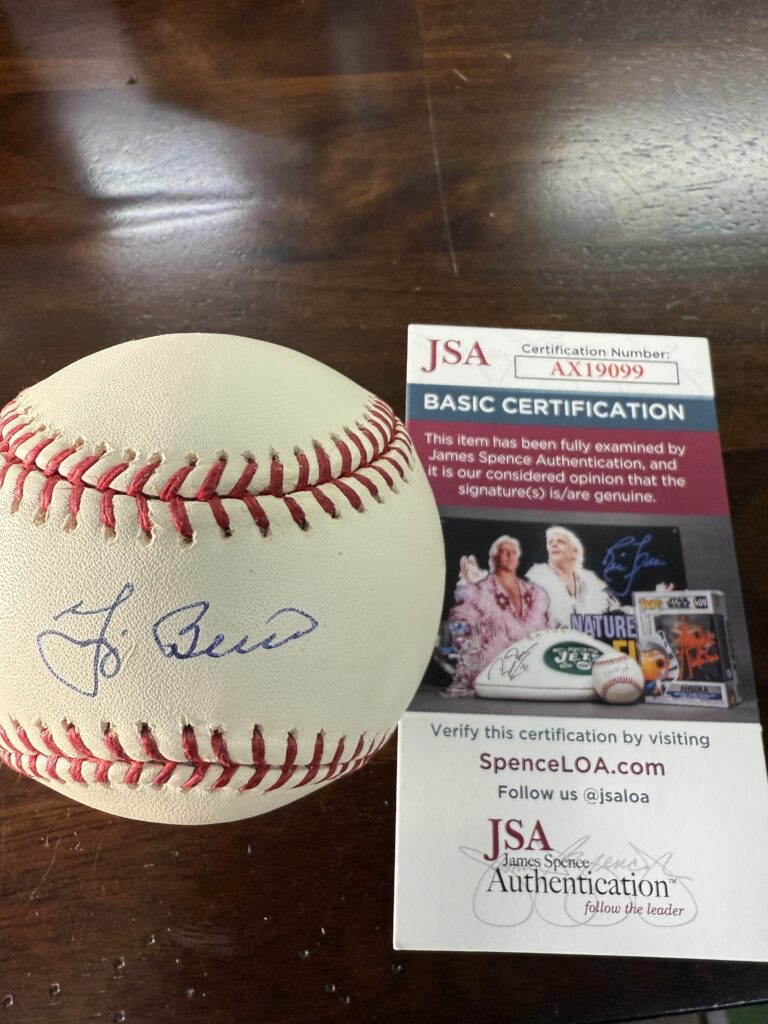 Yogi Berra
JSA
Certification Number:
AX19099
BASIC CERTIFICATION
This item has been fully examined by
James Spence Authentication, and
it is our considered opinion that the
signature(s) is/are genuine.
NATURE
JETS
AHSOKA
Verify this certification by visiting
SpenceLOA.com
Follow us @jsaloa
JSA
James Spence
Authentication™
follow the leader